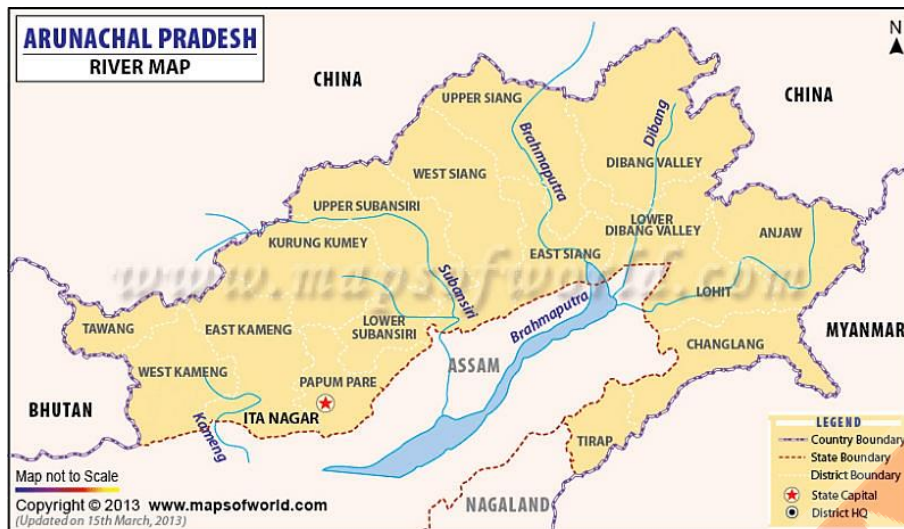 ARUNACHAL PRADESH
RIVER MAP
N
CHINA
CHINA
UPPER SIANG
Brahmaputra
Dibang
DIBANG VALLEY
WEST SIANG
UPPER SUBANSIRI
LOWER
DIBANG VALLEY
ANJAW
KURUNG KUMEY
EAST SIANG
www.mapsofworld.com
Subansiri
LOHIT
TAWANG
EAST KAMENG
LOWER
SUBANSIRI
Brahmaputra
MYANMAR
CHANGLANG
ASSAM
WEST KAMENG
PAPUM PARE
BHUTAN
ITA NAGAR
Kameng
TIRAP
NAGALAND
LEGEND
Country Boundary
State Boundary
District Boundary
State Capital
District HQ
Map not to Scale
Copyright © 2013 www.mapsofworld.com
(Updated on 15th March, 2013)